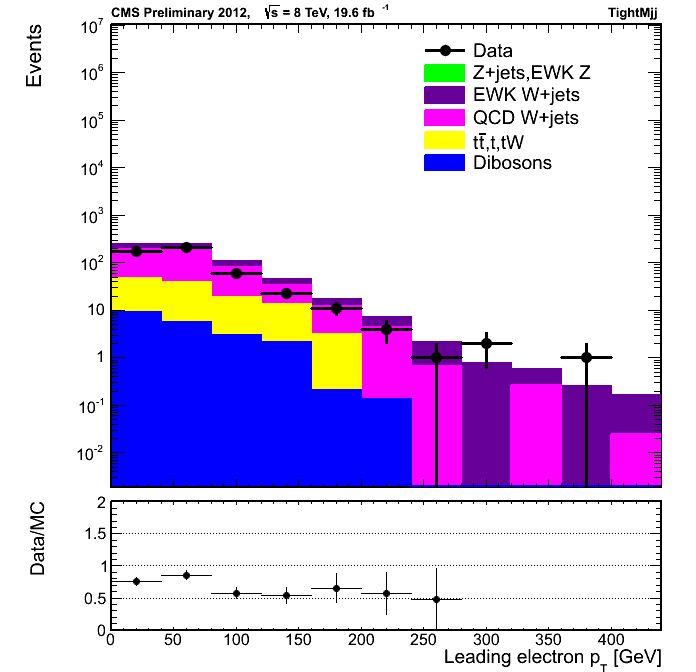 CMS Preliminary 2012, √s = 8 TeV, 19.6 fb⁻¹ TightMjj
Events
10⁷
10⁶
10⁵
10⁴
10³
10²
10
1
10⁻¹
10⁻²
Data
Z+jets,EWK Z
EWK W+jets
QCD W+jets
tt̄,t,tW
Dibosons
Data/MC
2
1.5
1
0.5
0
0 50 100 150 200 250 300 350 400
Leading electron p_T [GeV]